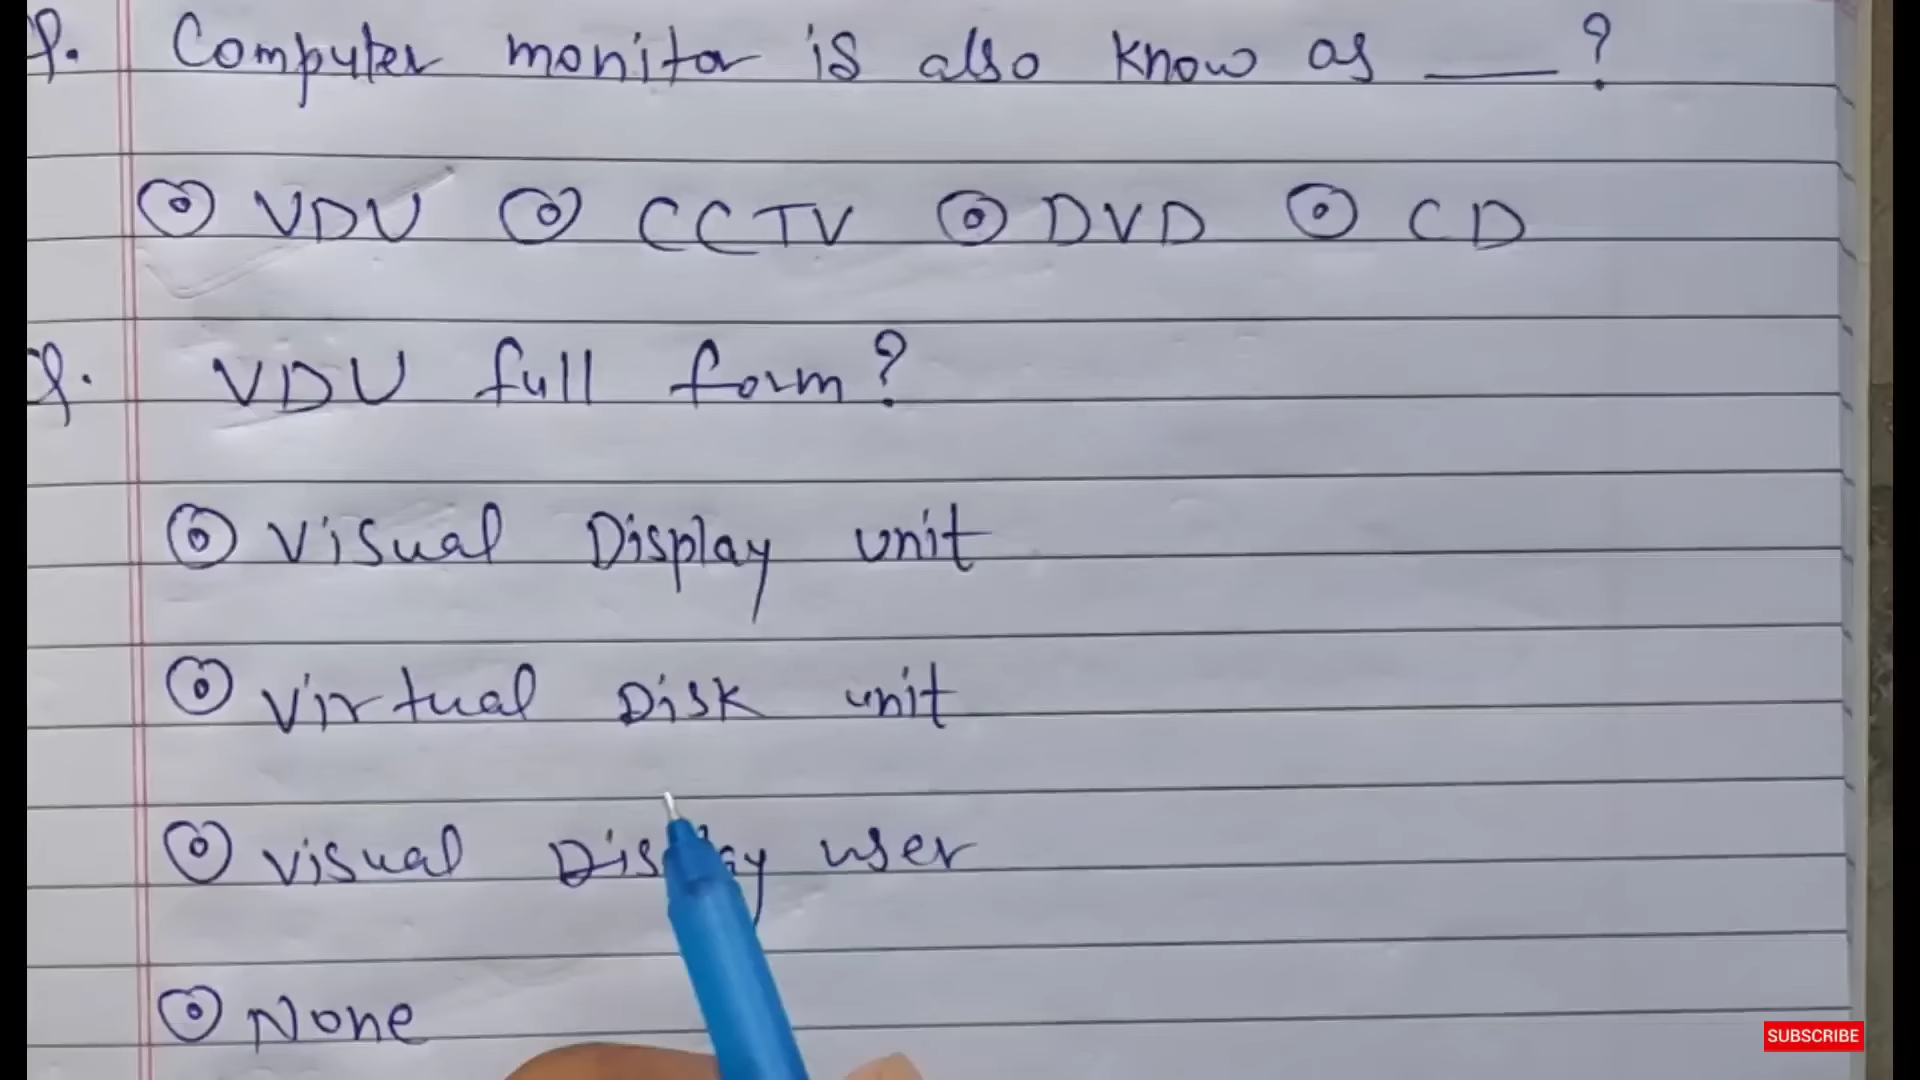 Q. Computer monitor is also know as ___ ?
VDU CCTV DVD CD
Q. VDU full form?
Visual Display unit
Virtual Disk unit
Visual Display user
None
SUBSCRIBE